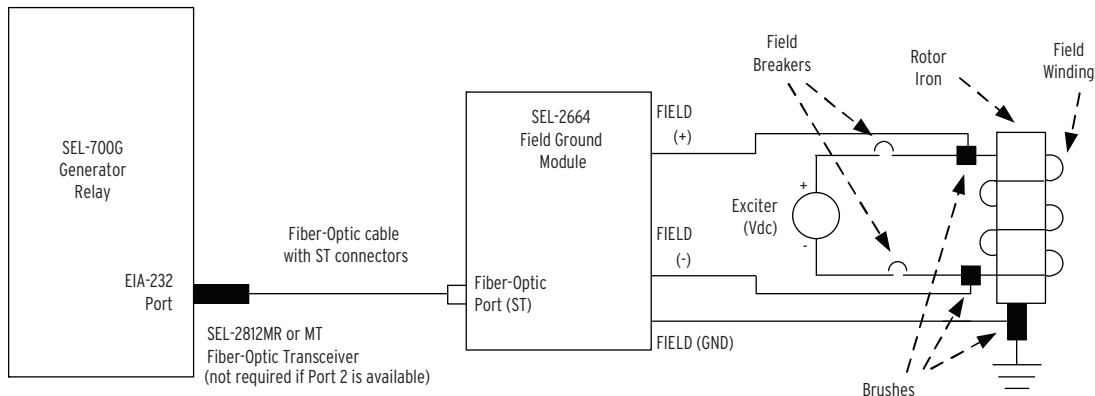 SEL-700G
Generator
Relay
EIA-232
Port
SEL-2812MR or MT
Fiber-Optic Transceiver
(not required if Port 2 is available)
Fiber-Optic cable
with ST connectors
SEL-2664
Field Ground
Module
Fiber-Optic
Port (ST)
FIELD
(+)
FIELD
(-)
FIELD (GND)
Field
Breakers
Exciter
(Vdc)
+
-
Rotor
Iron
Field
Winding
Brushes